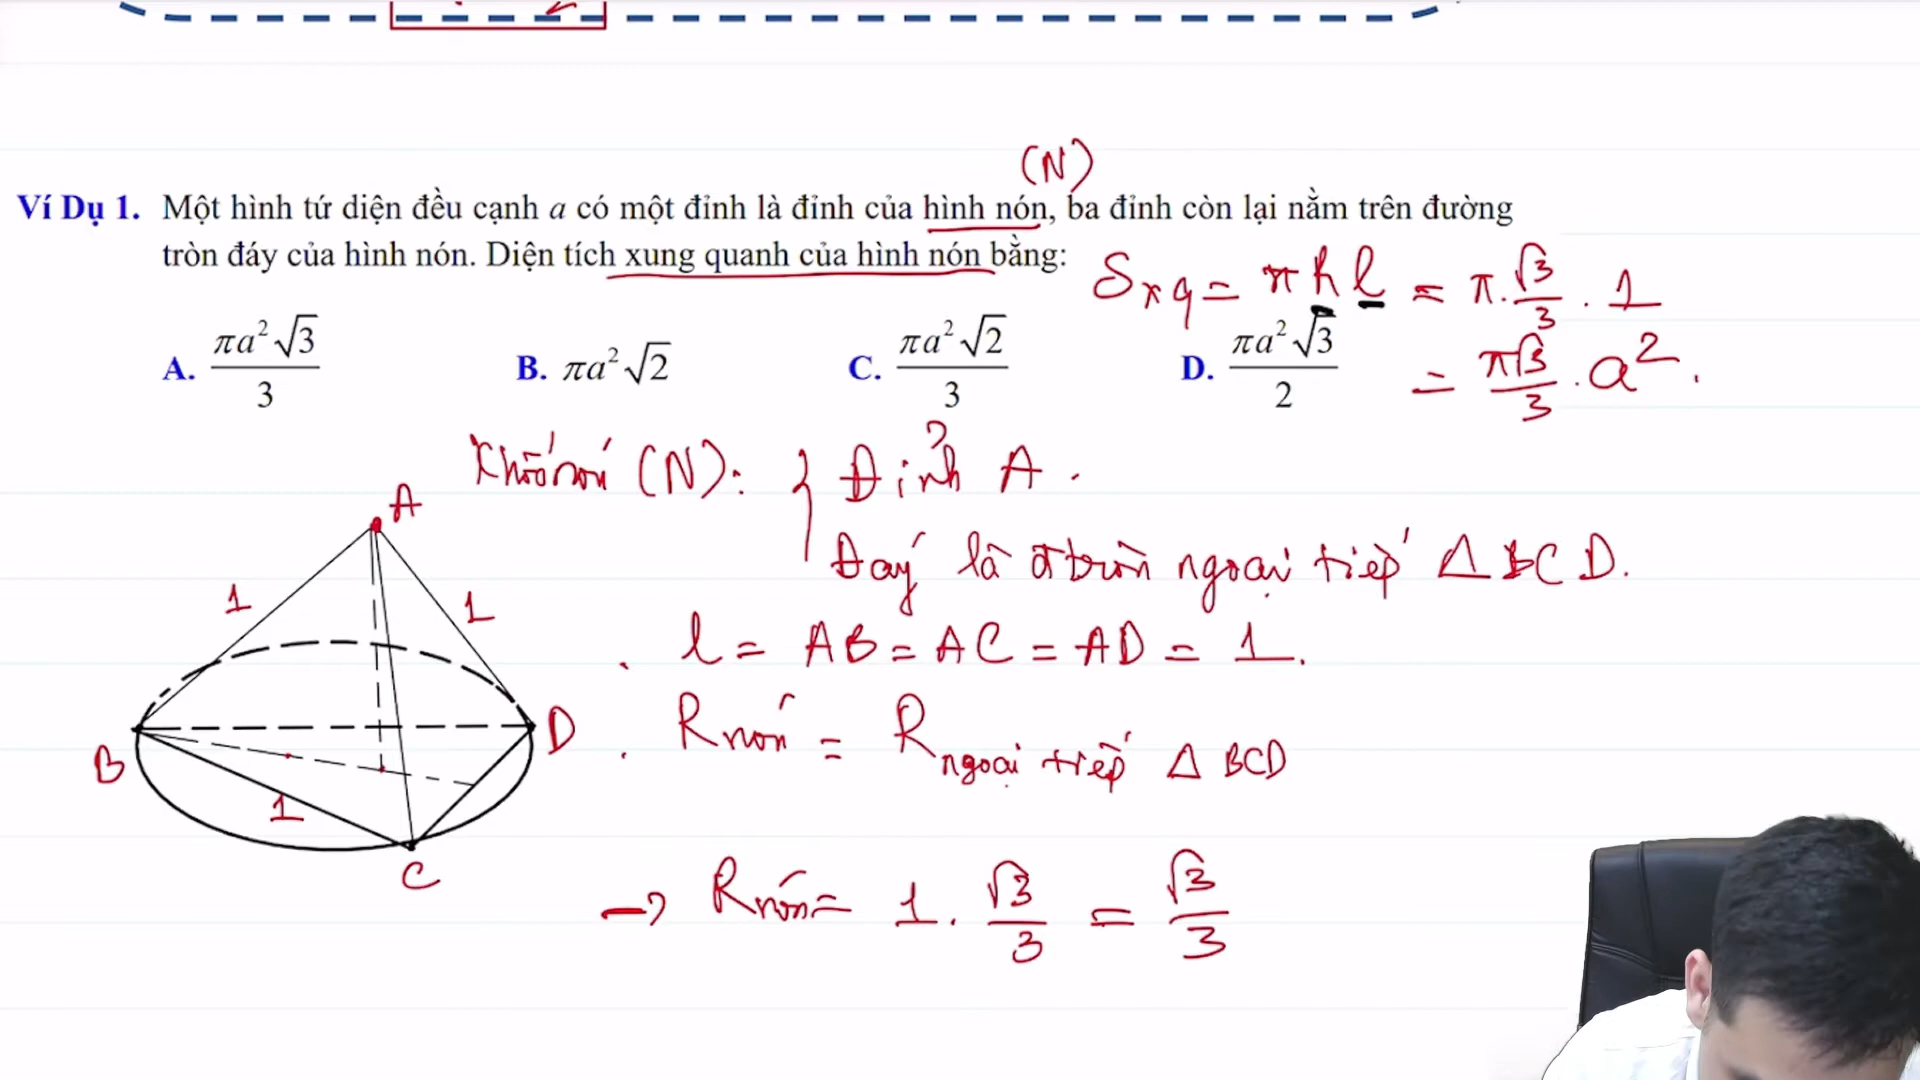 (N)
Ví Dụ 1. Một hình tứ diện đều cạnh a có một đỉnh là đỉnh của hình nón, ba đỉnh còn lại nằm trên đường
tròn đáy của hình nón. Diện tích xung quanh của hình nón bằng:
Sxq = πRl = π.√3/3 . 1
= π√3/3 . a² .
A. πa²√3/3 B. πa²√2 C. πa²√2/3 D. πa²√3/2
Khối nón (N): { Đỉnh A .
Đáy là đ tròn ngoại tiếp Δ BCD.
. l = AB = AC = AD = 1.
. Rnón = Rngoại tiếp Δ BCD
→ Rnón = 1 . √3/3 = √3/3
A
1 1
B D
1
C